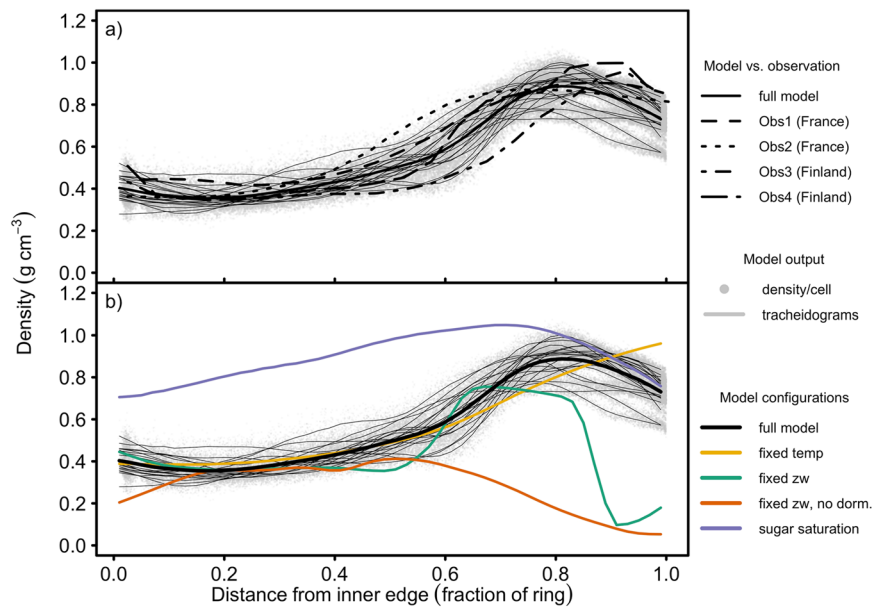 a)
1.2
1.0
0.8
0.6
0.4
0.2
0.0
b)
1.2
1.0
0.8
0.6
0.4
0.2
0.0
Density (g cm⁻³)
0.0 0.2 0.4 0.6 0.8 1.0
Distance from inner edge (fraction of ring)
Model vs. observation
full model
Obs1 (France)
Obs2 (France)
Obs3 (Finland)
Obs4 (Finland)
Model output
density/cell
tracheidograms
Model configurations
full model
fixed temp
fixed zw
fixed zw, no dorm.
sugar saturation